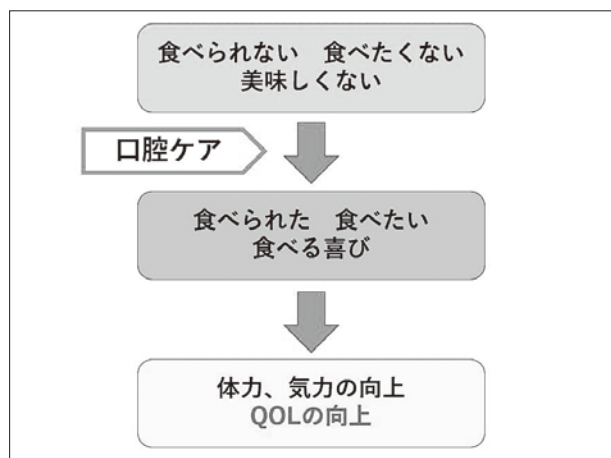 食べられない　食べたくない
美味しくない
口腔ケア
食べられた　食べたい
食べる喜び
体力、気力の向上
QOLの向上